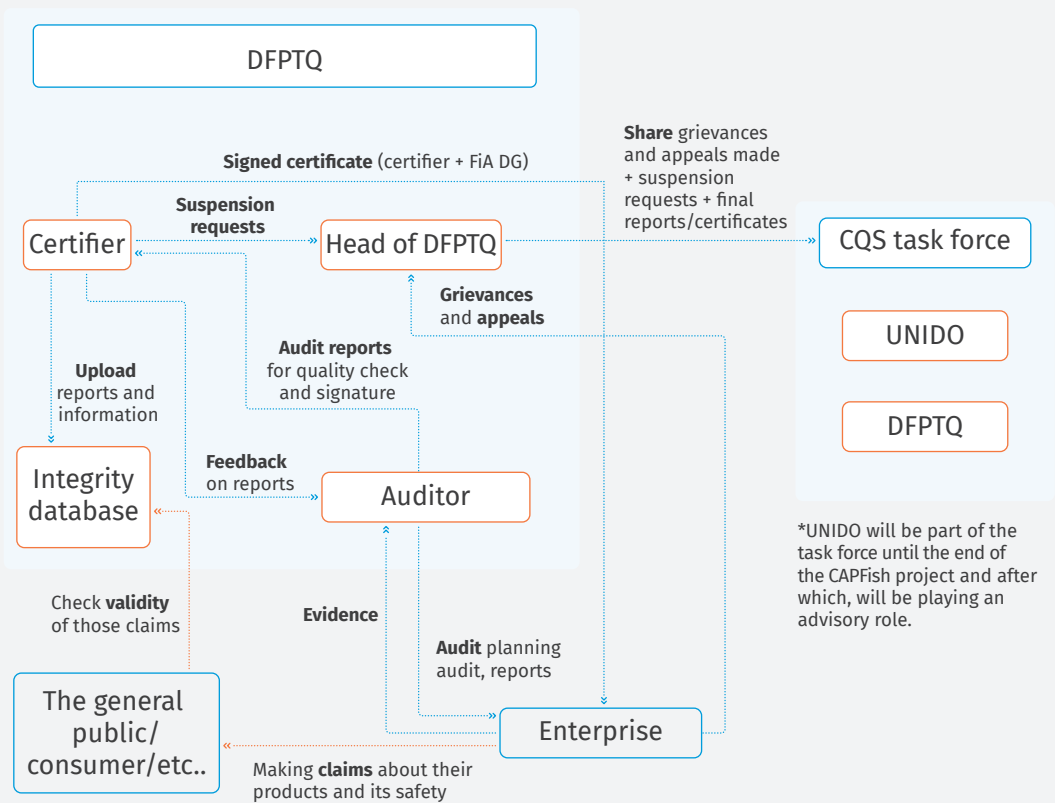 DFPTQ
Share grievances
and appeals made
+ suspension
requests + final
reports/certificates
Signed certificate (certifier + FiA DG)
Suspension
requests
Certifier
Head of DFPTQ
CQS task force
Grievances
and appeals
UNIDO
Audit reports
for quality check
and signature
Upload
reports and
information
DFPTQ
Feedback
on reports
Integrity
database
Auditor
*UNIDO will be part of the
task force until the end of
the CAPFish project and after
which, will be playing an
advisory role.
Check validity
of those claims
Evidence
Audit planning
audit, reports
The general
public/
consumer/etc..
Enterprise
Making claims about their
products and its safety